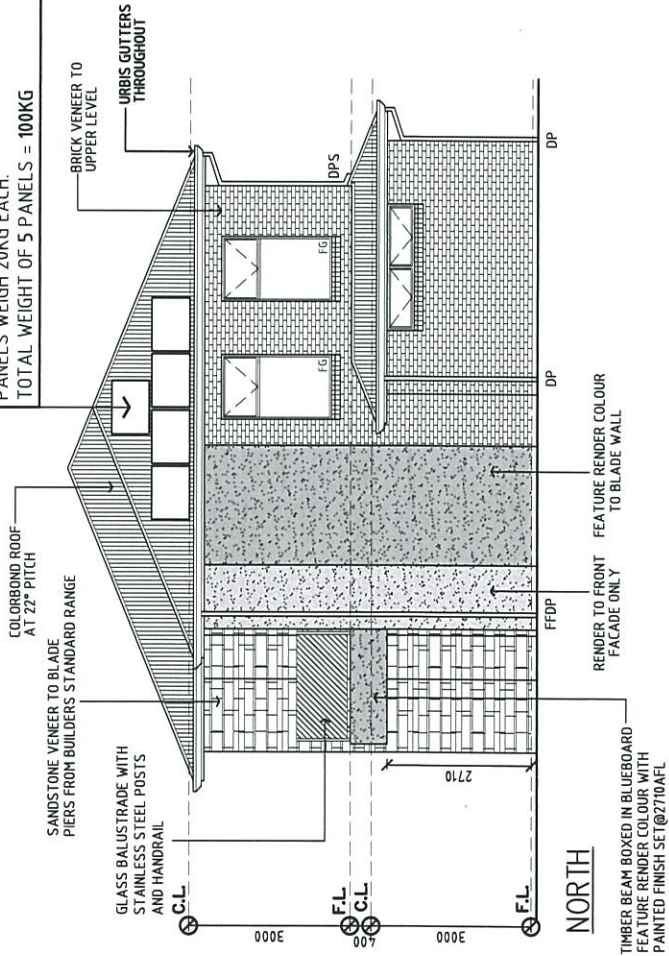 PANELS WEIGH 20KG EACH.
TOTAL WEIGHT OF 5 PANELS = 100KG
COLORBOND ROOF
AT 22° PITCH
BRICK VENEER TO
UPPER LEVEL
URBIS GUTTERS
THROUGHOUT
SANDSTONE VENEER TO BLADE
PIERS FROM BUILDERS STANDARD RANGE
GLASS BALUSTRADE WITH
STAINLESS STEEL POSTS
AND HANDRAIL
C.L.
3000
F.L.
400
C.L.
3000
F.L.
2710
FG
FG
DPS
FFDP
DP
DP
RENDER TO FRONT
FACADE ONLY
FEATURE RENDER COLOUR
TO BLADE WALL
NORTH
TIMBER BEAM BOXED IN BLUEBOARD
FEATURE RENDER COLOUR WITH
PAINTED FINISH SET@2710AFL